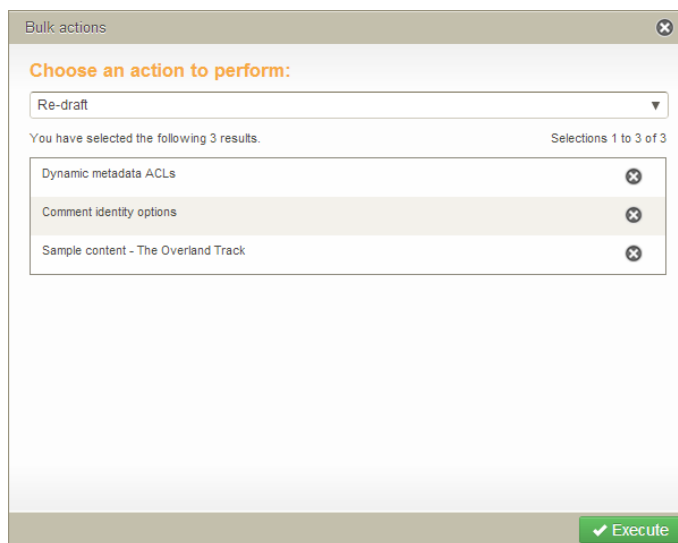 Bulk actions
Choose an action to perform:
Re-draft
You have selected the following 3 results. Selections 1 to 3 of 3
Dynamic metadata ACLs
Comment identity options
Sample content - The Overland Track
Execute